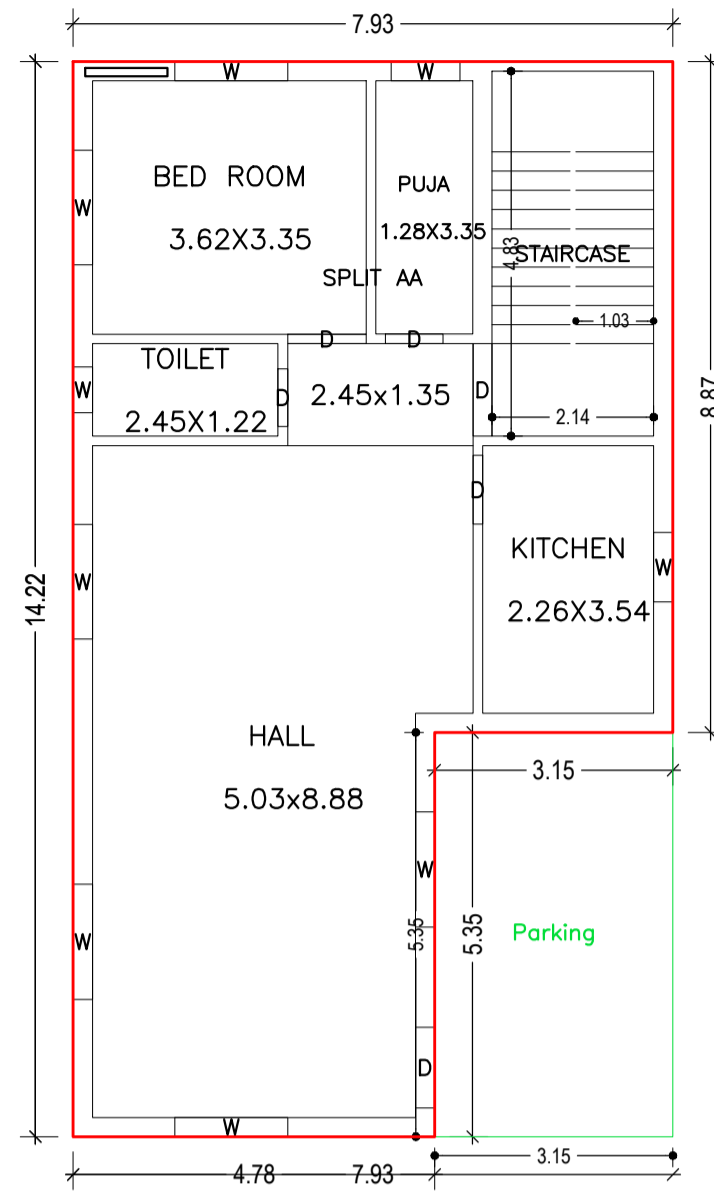 7.93
W
W
BED ROOM
3.62X3.35
PUJA
1.28X3.35
W
STAIRCASE
4.83
SPLIT AA
1.03
D
D
TOILET
2.45X1.22
W
D
2.45x1.35
D
2.14
8.87
D
KITCHEN
2.26X3.54
W
W
14.22
HALL
5.03x8.88
3.15
W
5.35
5.35
Parking
W
D
W
3.15
4.78
7.93